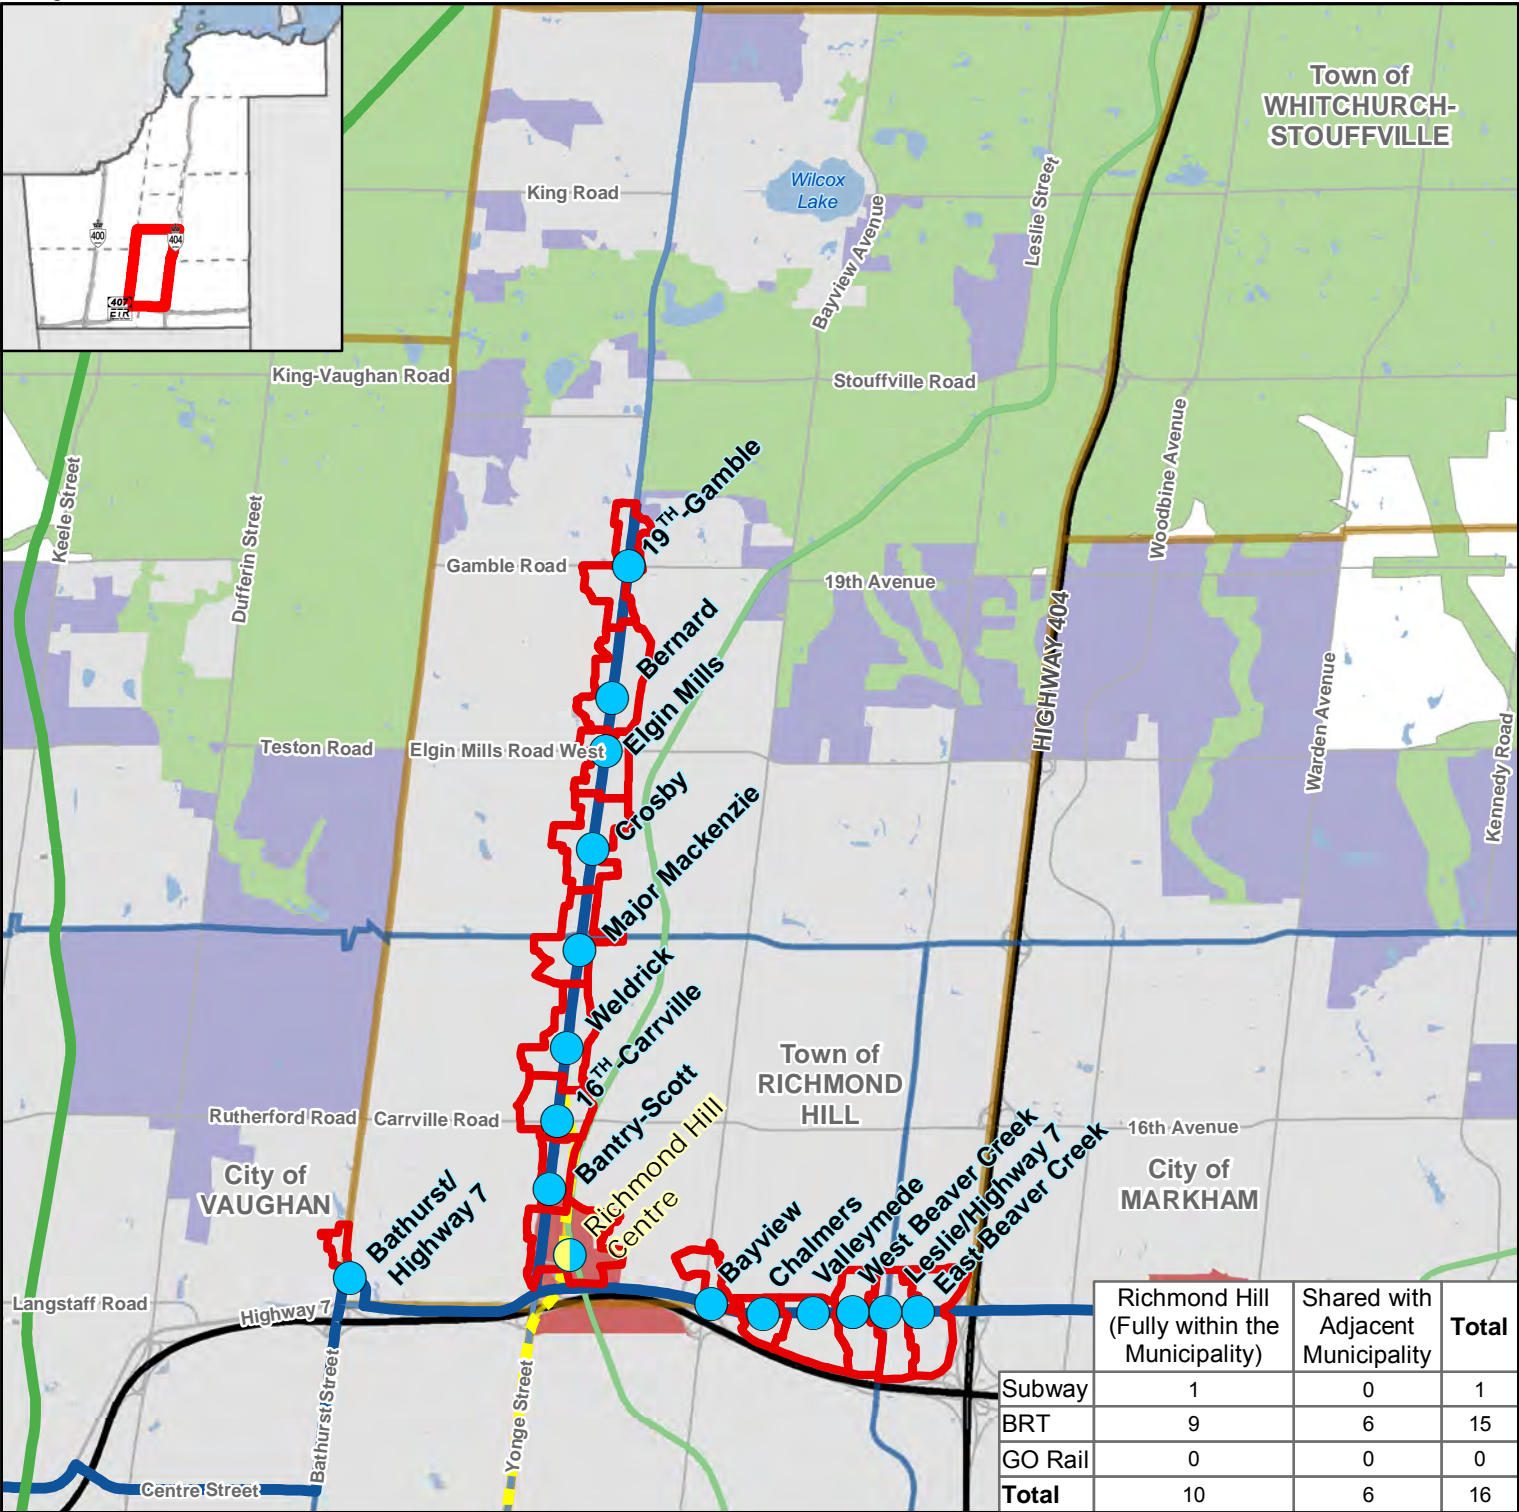 400
404
407
ETR
Town of
WHITCHURCH-
STOUFFVILLE
King Road
Wilcox
Lake
Bayview Avenue
Leslie Street
King-Vaughan Road
Stouffville Road
Keele Street
Dufferin Street
Woodbine Avenue
19TH-Gamble
Gamble Road
19th Avenue
Bernard
HIGHWAY 404
Warden Avenue
Kennedy Road
Teston Road
Elgin Mills Road West
Elgin Mills
Crosby
Major Mackenzie
Weldrick
16TH-Carrville
Town of
RICHMOND
HILL
Rutherford Road
Carrville Road
16th Avenue
Bantry-Scott
Richmond Hill
Centre
City of
VAUGHAN
City of
MARKHAM
Bathurst/
Highway 7
Bayview
Chalmers
Valleymede
West Beaver Creek
Leslie/Highway 7
East Beaver Creek
Langstaff Road
Highway 7
Bathurst Street
Yonge Street
Centre Street
Richmond Hill
(Fully within the
Municipality)
Shared with
Adjacent
Municipality
Total
Subway 1 0 1
BRT 9 6 15
GO Rail 0 0 0
Total 10 6 16